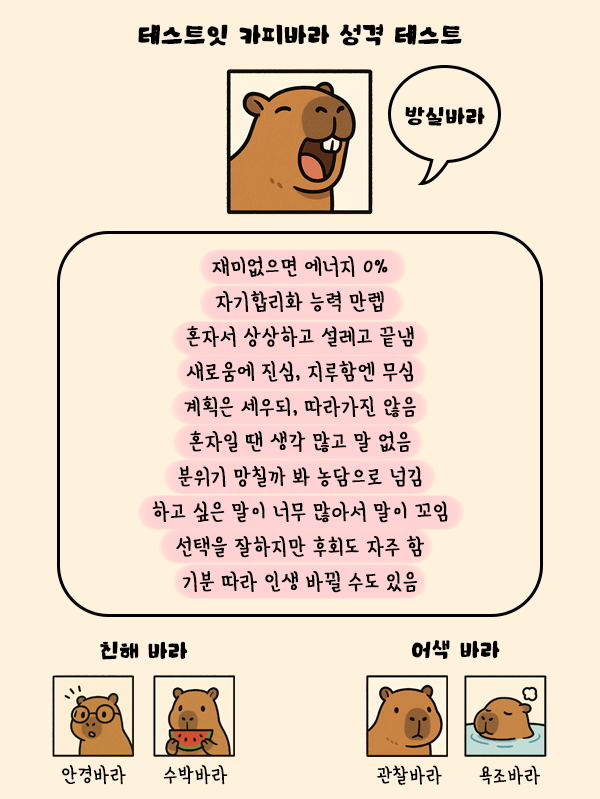 테스트잇 카피바라 성격 테스트
방실바라
재미없으면 에너지 0%
자기합리화 능력 만렙
혼자서 상상하고 설레고 끝냄
새로움에 진심, 지루함엔 무심
계획은 세우되, 따라가진 않음
혼자일 땐 생각 많고 말 없음
분위기 망칠까 봐 농담으로 넘김
하고 싶은 말이 너무 많아서 말이 꼬임
선택을 잘하지만 후회도 자주 함
기분 따라 인생 바뀔 수도 있음
친해 바라
어색 바라
안경바라
수박바라
관찰바라
욕조바라